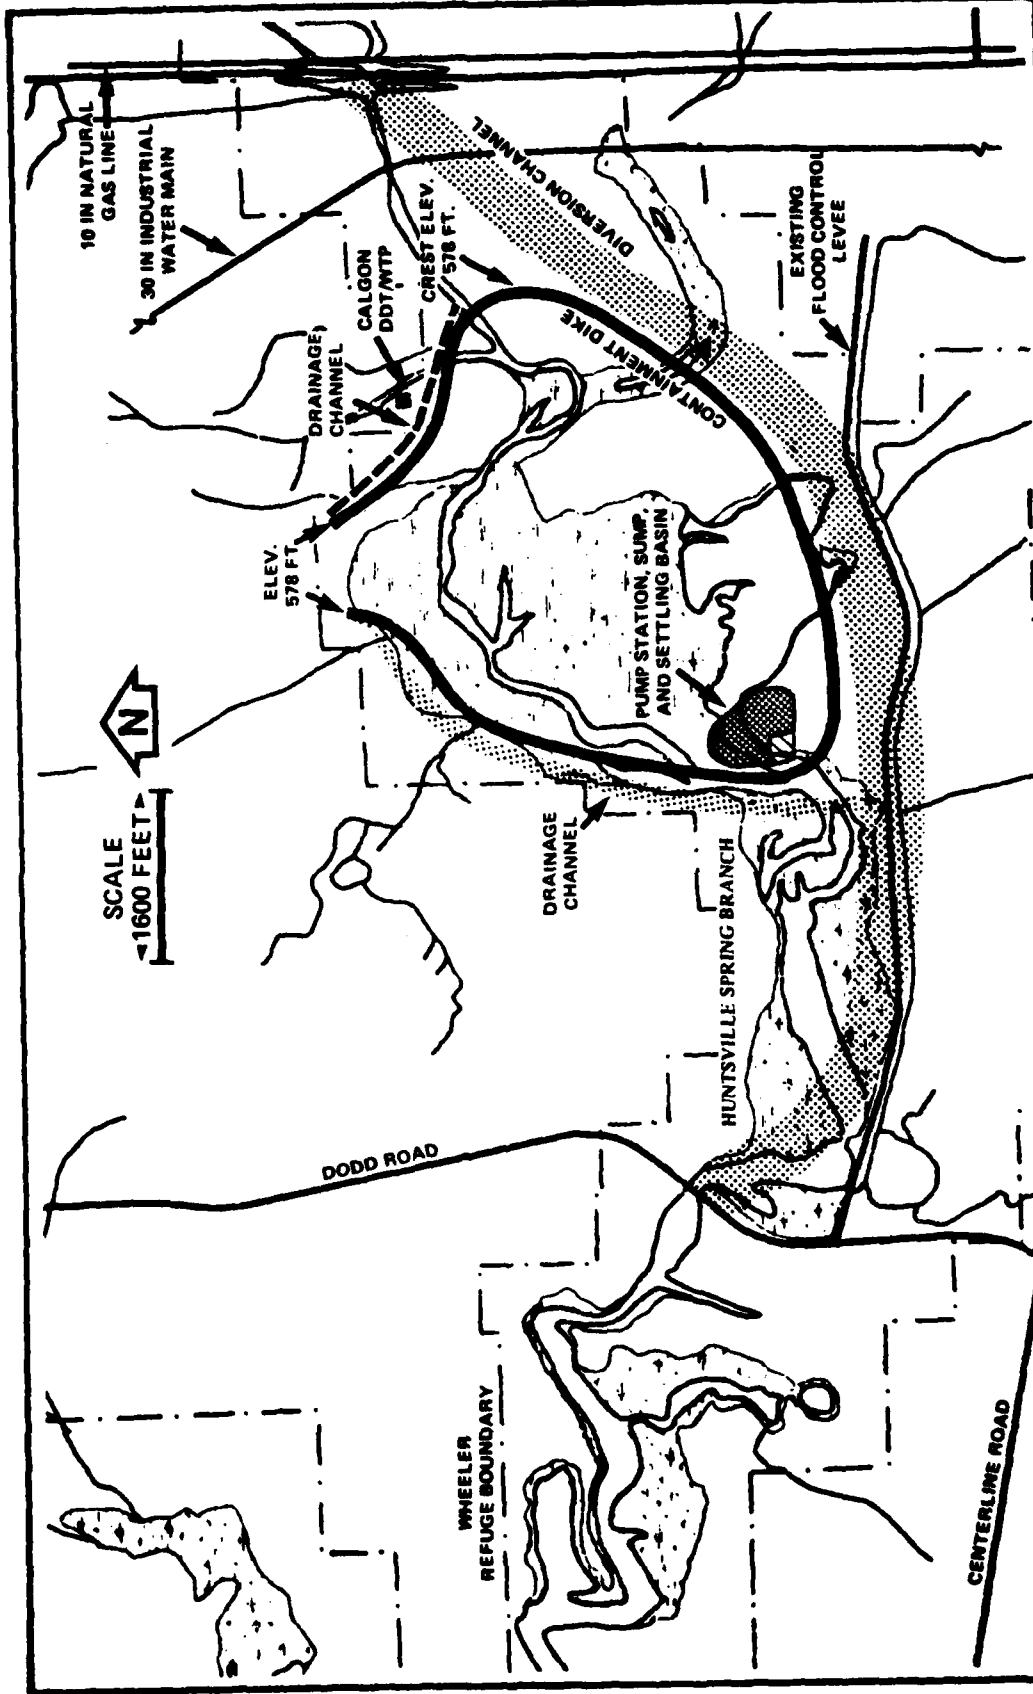 SCALE
◄1600 FEET►
N
10 IN NATURAL
GAS LINE
30 IN INDUSTRIAL
WATER MAIN
DRAINAGE
CHANNEL
CALGON
DDT/WTP
CREST ELEV.
578 FT.
ELEV.
578 FT.
DIVERSION CHANNEL
CONTAINMENT DIKE
EXISTING
FLOOD CONTROL
LEVEE
PUMP STATION, SUMP,
AND SETTLING BASIN
DRAINAGE
CHANNEL
HUNTSVILLE SPRING BRANCH
DODD ROAD
WHEELER
REFUGE BOUNDARY
CENTERLINE ROAD